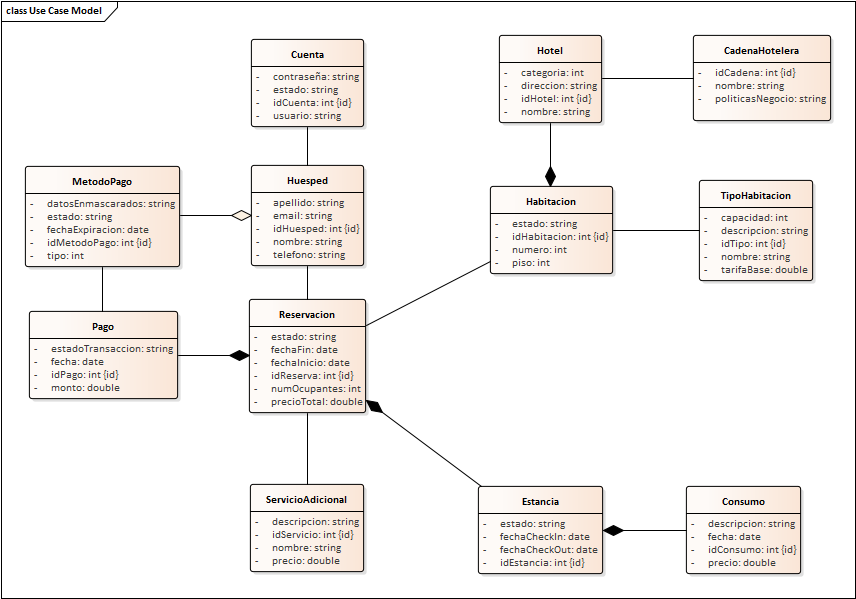 class Use Case Model
Cuenta
- contraseña: string
- estado: string
- idCuenta: int {id}
- usuario: string
Hotel
- categoria: int
- direccion: string
- idHotel: int {id}
- nombre: string
CadenaHotelera
- idCadena: int {id}
- nombre: string
- politicasNegocio: string
MetodoPago
- datosEnmascarados: string
- estado: string
- fechaExpiracion: date
- idMetodoPago: int {id}
- tipo: int
Huesped
- apellido: string
- email: string
- idHuesped: int {id}
- nombre: string
- telefono: string
Habitacion
- estado: string
- idHabitacion: int {id}
- numero: int
- piso: int
TipoHabitacion
- capacidad: int
- descripcion: string
- idTipo: int {id}
- nombre: string
- tarifaBase: double
Pago
- estadoTransaccion: string
- fecha: date
- idPago: int {id}
- monto: double
Reservacion
- estado: string
- fechaFin: date
- fechaInicio: date
- idReserva: int {id}
- numOcupantes: int
- precioTotal: double
ServicioAdicional
- descripcion: string
- idServicio: int {id}
- nombre: string
- precio: double
Estancia
- estado: string
- fechaCheckIn: date
- fechaCheckOut: date
- idEstancia: int {id}
Consumo
- descripcion: string
- fecha: date
- idConsumo: int {id}
- precio: double